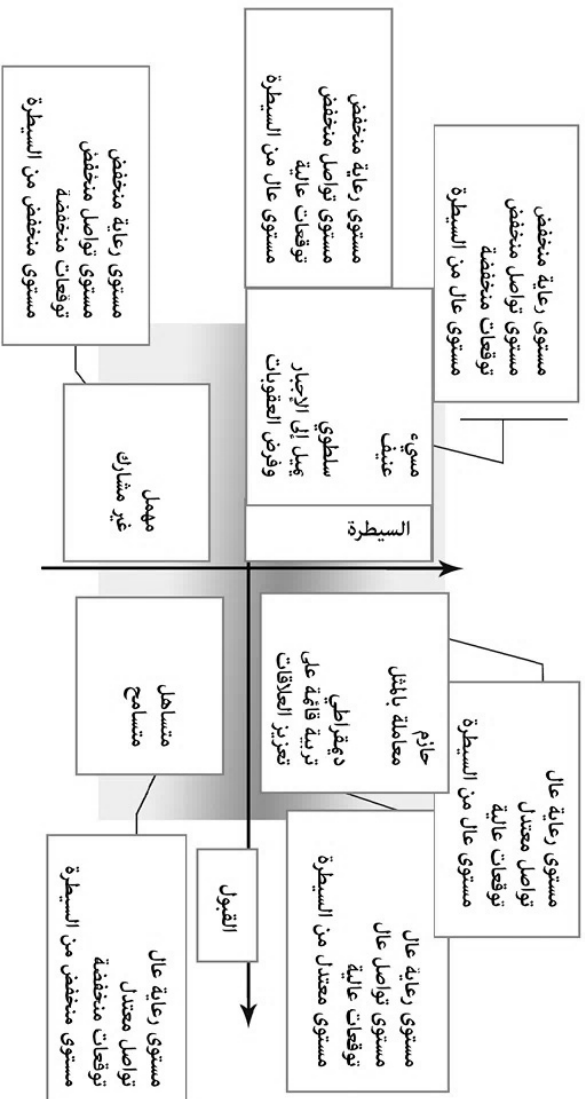 مستوى رعاية عال
تواصل معتدل
توقعات عالية
مستوى عال من السيطرة
مستوى رعاية منخفض
مستوى تواصل منخفض
توقعات منخفضة
مستوى عال من السيطرة
مستوى رعاية عال
مستوى تواصل عال
توقعات عالية
مستوى معتدل من السيطرة
حازم
معاملة بالمثل
ديمقراطي
تربية قائمة على
تعزيز العلاقات
السيطرة
مسيء
عنيف
سلطوي
يميل إلى الإجبار
وفرض العقوبات
مستوى رعاية منخفض
مستوى تواصل منخفض
توقعات عالية
مستوى عال من السيطرة
القبول
متساهل
متسامح
مهمل
غير مشارك
مستوى رعاية عال
تواصل معتدل
توقعات منخفضة
مستوى منخفض من السيطرة
مستوى رعاية منخفض
مستوى تواصل منخفض
توقعات منخفضة
مستوى منخفض من السيطرة